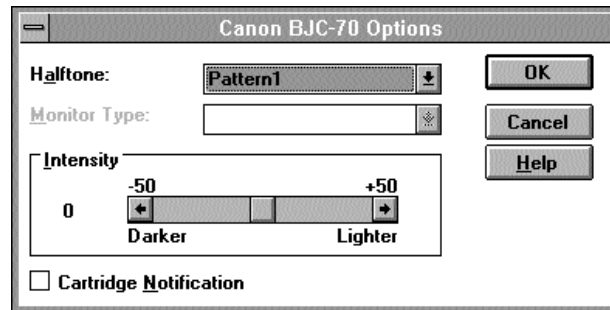 Canon BJC-70 Options
Halftone: Pattern1 OK
Monitor Type: Cancel
Intensity Help
-50 +50
0
Darker Lighter
Cartridge Notification